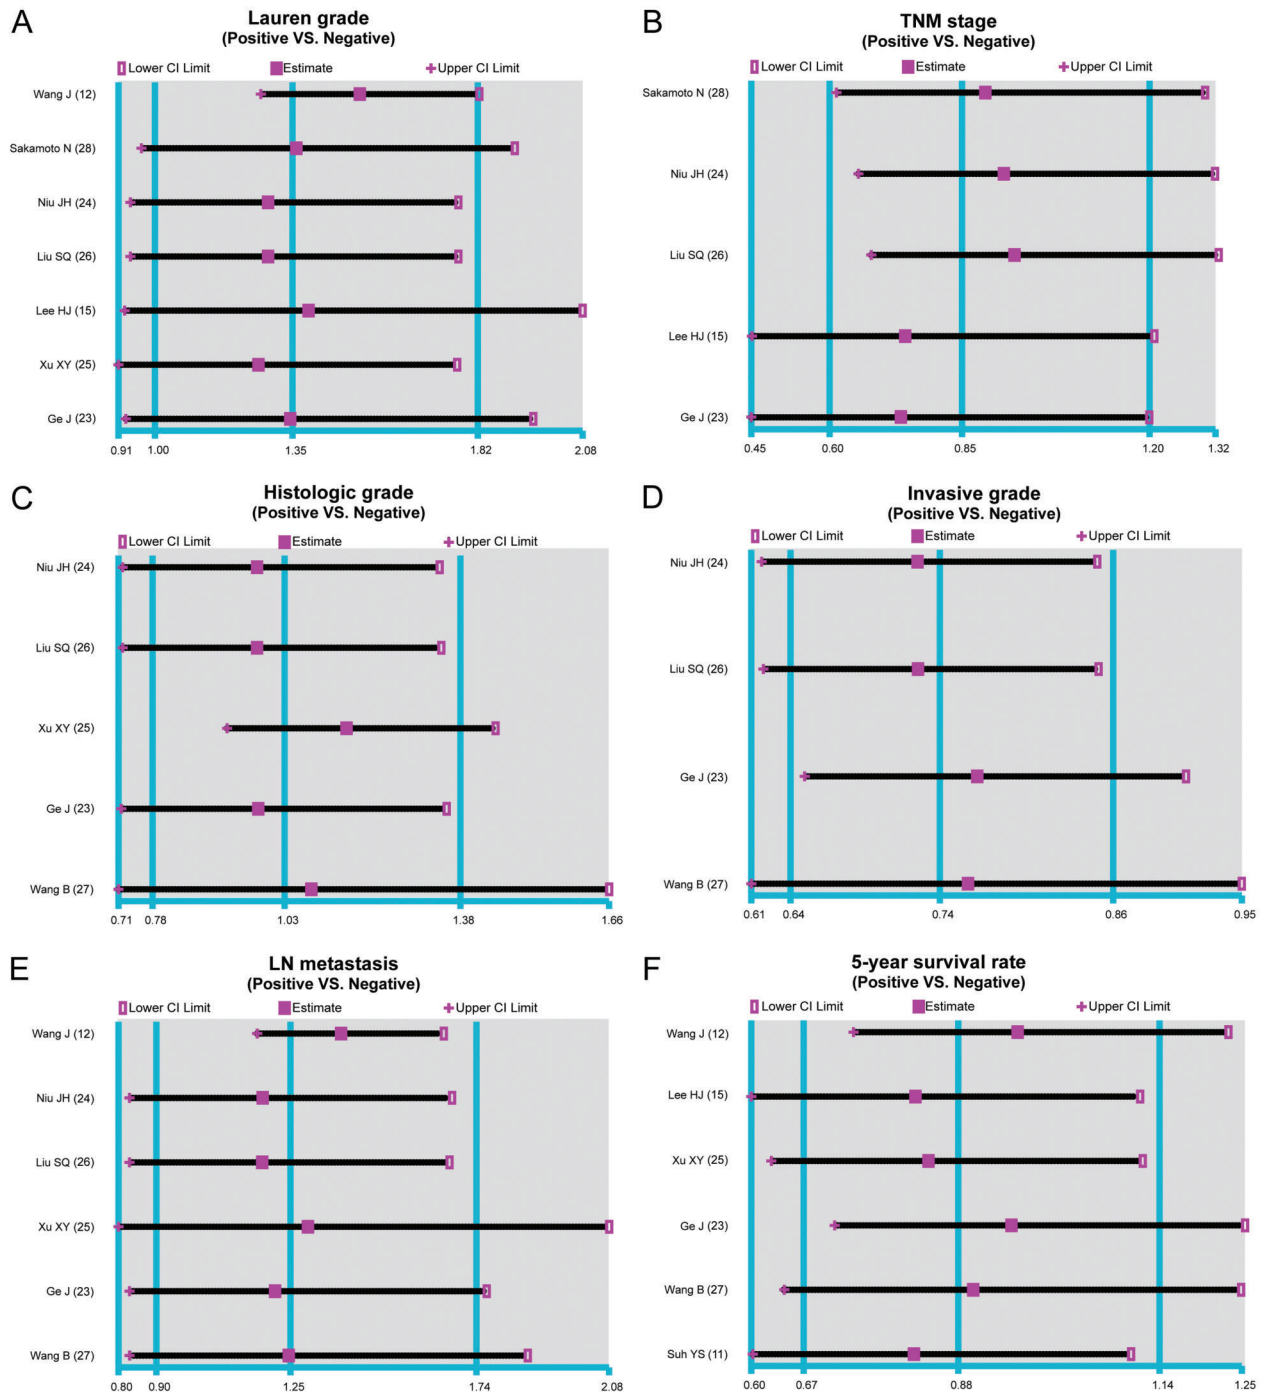 A
Lauren grade
(Positive VS. Negative)
Lower CI Limit Estimate Upper CI Limit
Wang J (12)
Sakamoto N (28)
Niu JH (24)
Liu SQ (26)
Lee HJ (15)
Xu XY (25)
Ge J (23)
0.91 1.00 1.35 1.82 2.08
B
TNM stage
(Positive VS. Negative)
Lower CI Limit Estimate Upper CI Limit
Sakamoto N (28)
Niu JH (24)
Liu SQ (26)
Lee HJ (15)
Ge J (23)
0.45 0.60 0.85 1.20 1.32
C
Histologic grade
(Positive VS. Negative)
Lower CI Limit Estimate Upper CI Limit
Niu JH (24)
Liu SQ (26)
Xu XY (25)
Ge J (23)
Wang B (27)
0.71 0.78 1.03 1.38 1.66
D
Invasive grade
(Positive VS. Negative)
Lower CI Limit Estimate Upper CI Limit
Niu JH (24)
Liu SQ (26)
Ge J (23)
Wang B (27)
0.61 0.64 0.74 0.86 0.95
E
LN metastasis
(Positive VS. Negative)
Lower CI Limit Estimate Upper CI Limit
Wang J (12)
Niu JH (24)
Liu SQ (26)
Xu XY (25)
Ge J (23)
Wang B (27)
0.80 0.90 1.25 1.74 2.08
F
5-year survival rate
(Positive VS. Negative)
Lower CI Limit Estimate Upper CI Limit
Wang J (12)
Lee HJ (15)
Xu XY (25)
Ge J (23)
Wang B (27)
Suh YS (11)
0.60 0.67 0.88 1.14 1.25